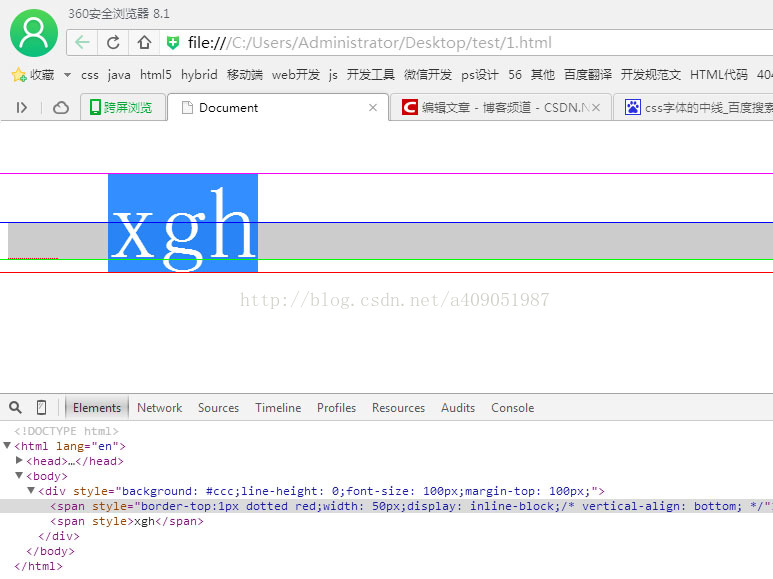 360安全浏览器 8.1
file:///C:/Users/Administrator/Desktop/test/1.html
收藏 css java html5 hybrid 移动端 web开发 js 开发工具 微信开发 ps设计 56 其他 百度翻译 开发规范文 HTML代码 404
跨屏浏览 Document 编辑文章 - 博客频道 - CSDN.N css字体的中线_百度搜索
xgh
http://blog.csdn.net/a409051987
Elements Network Sources Timeline Profiles Resources Audits Console
<!DOCTYPE html>
<html lang="en">
<head>…</head>
<body>
<div style="background: #ccc;line-height: 0;font-size: 100px;margin-top: 100px;">
<span style="border-top:1px dotted red;width: 50px;display: inline-block;/* vertical-align: bottom; */"
<span style>xgh</span>
</div>
</body>
</html>